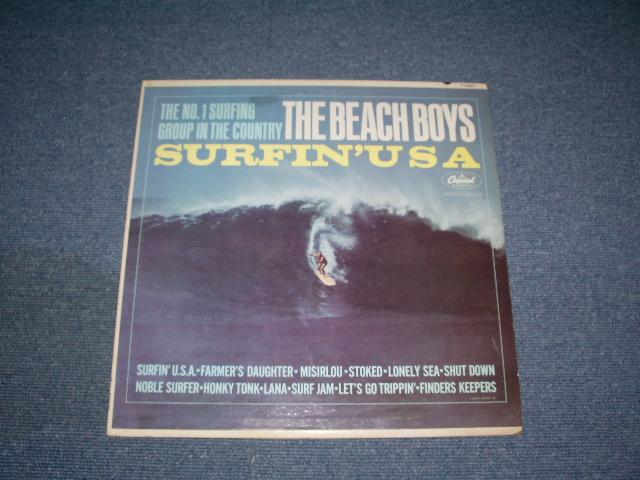 THE NO. 1 SURFING
GROUP IN THE COUNTRY
THE BEACH BOYS
SURFIN' U S A
Capitol
RECORDS
SURFIN' U.S.A.•FARMER'S DAUGHTER•MISIRLOU•STOKED•LONELY SEA•SHUT DOWN
NOBLE SURFER•HONKY TONK•LANA•SURF JAM•LET'S GO TRIPPIN'•FINDERS KEEPERS